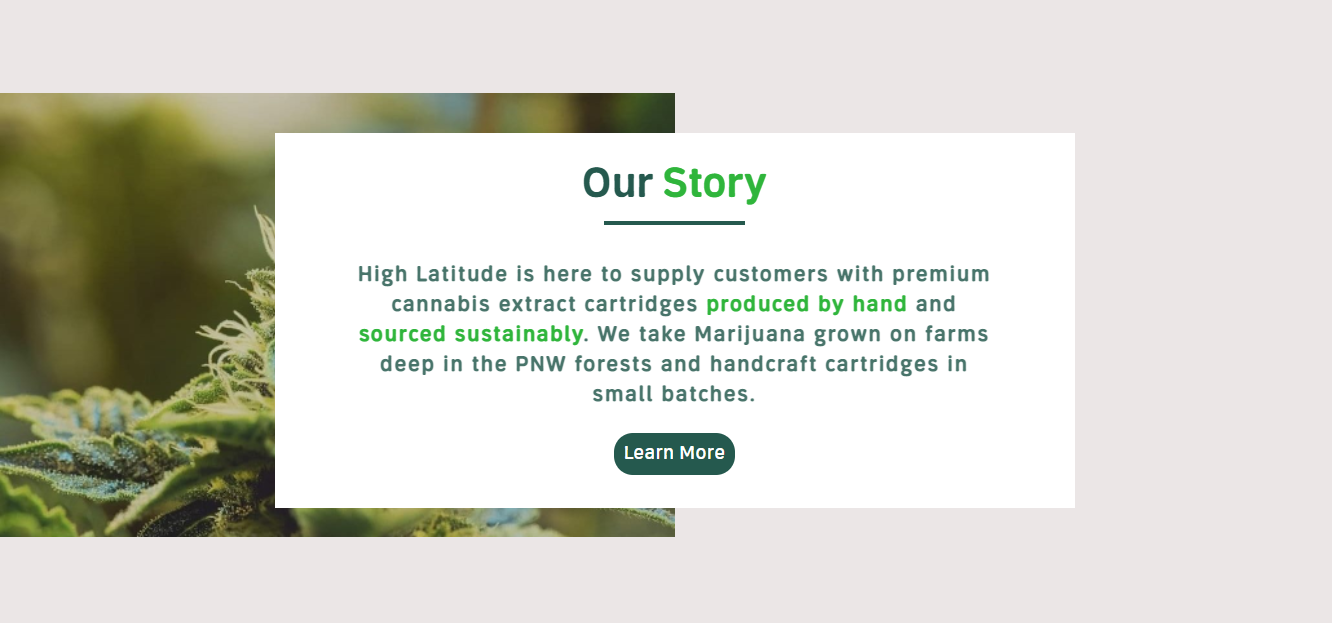 Our Story
High Latitude is here to supply customers with premium
cannabis extract cartridges produced by hand and
sourced sustainably. We take Marijuana grown on farms
deep in the PNW forests and handcraft cartridges in
small batches.
Learn More